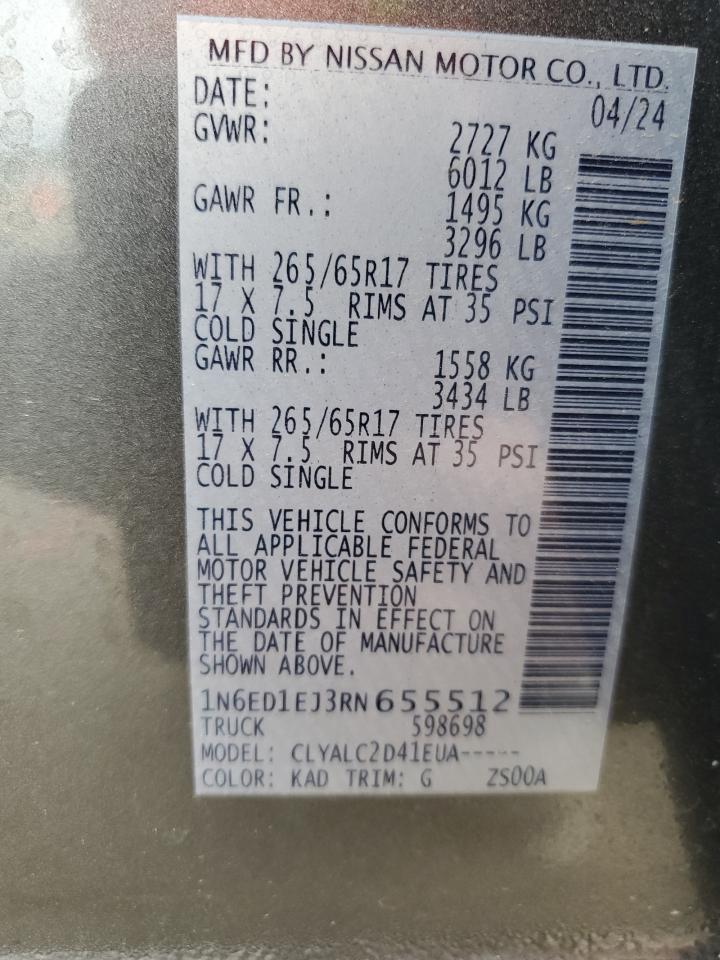 MFD BY NISSAN MOTOR CO., LTD.
DATE: 04/24
GVWR: 2727 KG
6012 LB
GAWR FR.: 1495 KG
3296 LB
WITH 265/65R17 TIRES
17 X 7.5 RIMS AT 35 PSI
COLD SINGLE
GAWR RR.: 1558 KG
3434 LB
WITH 265/65R17 TIRES
17 X 7.5 RIMS AT 35 PSI
COLD SINGLE
THIS VEHICLE CONFORMS TO
ALL APPLICABLE FEDERAL
MOTOR VEHICLE SAFETY AND
THEFT PREVENTION
STANDARDS IN EFFECT ON
THE DATE OF MANUFACTURE
SHOWN ABOVE.
1N6ED1EJ3RN655512
TRUCK 598698
MODEL: CLYALC2D41EUA-----
COLOR: KAD TRIM: G ZS00A